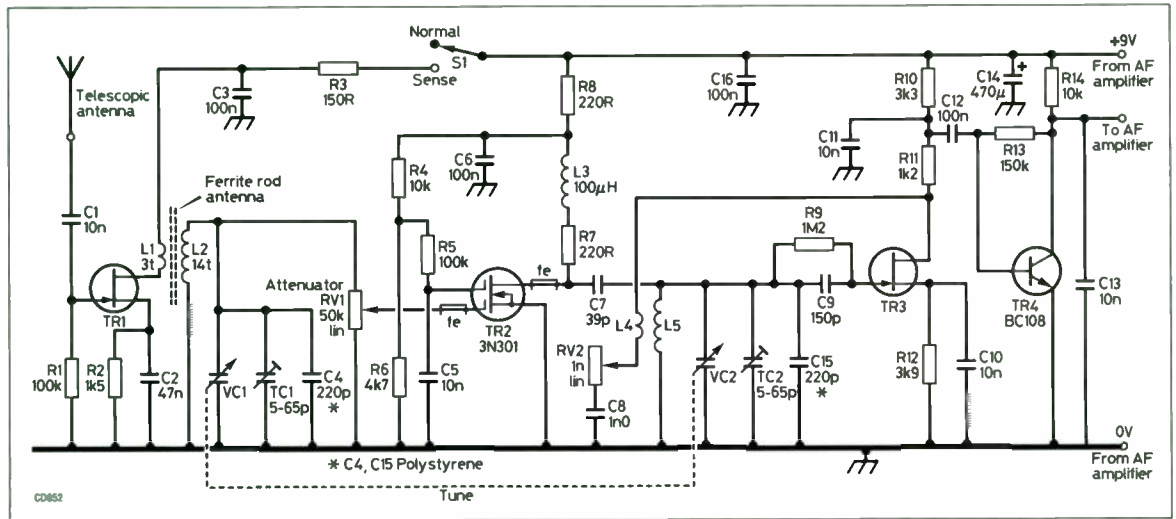 Normal
S1
Sense
Telescopic
antenna
C3
100n
R3
150R
Ferrite rod
antenna
C1
10n
L1
3t
L2
14t
TR1
R1
100k
R2
1k5
C2
47n
Attenuator
RV1
50k
lin
VC1
TC1
5-65p
C4
220p
*
R4
10k
C6
100n
R5
100k
R6
4k7
C5
10n
fe
fe
TR2
3N301
R8
220R
L3
100µH
R7
220R
C7
39p
C16
100n
L4
L5
RV2
1n
lin
C8
1n0
VC2
TC2
5-65p
C15
220p
*
R9
1M2
C9
150p
TR3
R10
3k3
C11
10n
R11
1k2
C12
100n
C14
470µ
+
R14
10k
R13
150k
R12
3k9
C10
10n
TR4
BC108
C13
10n
+9V
From AF
amplifier
To AF
amplifier
0V
From AF
amplifier
* C4, C15 Polystyrene
Tune
CD852